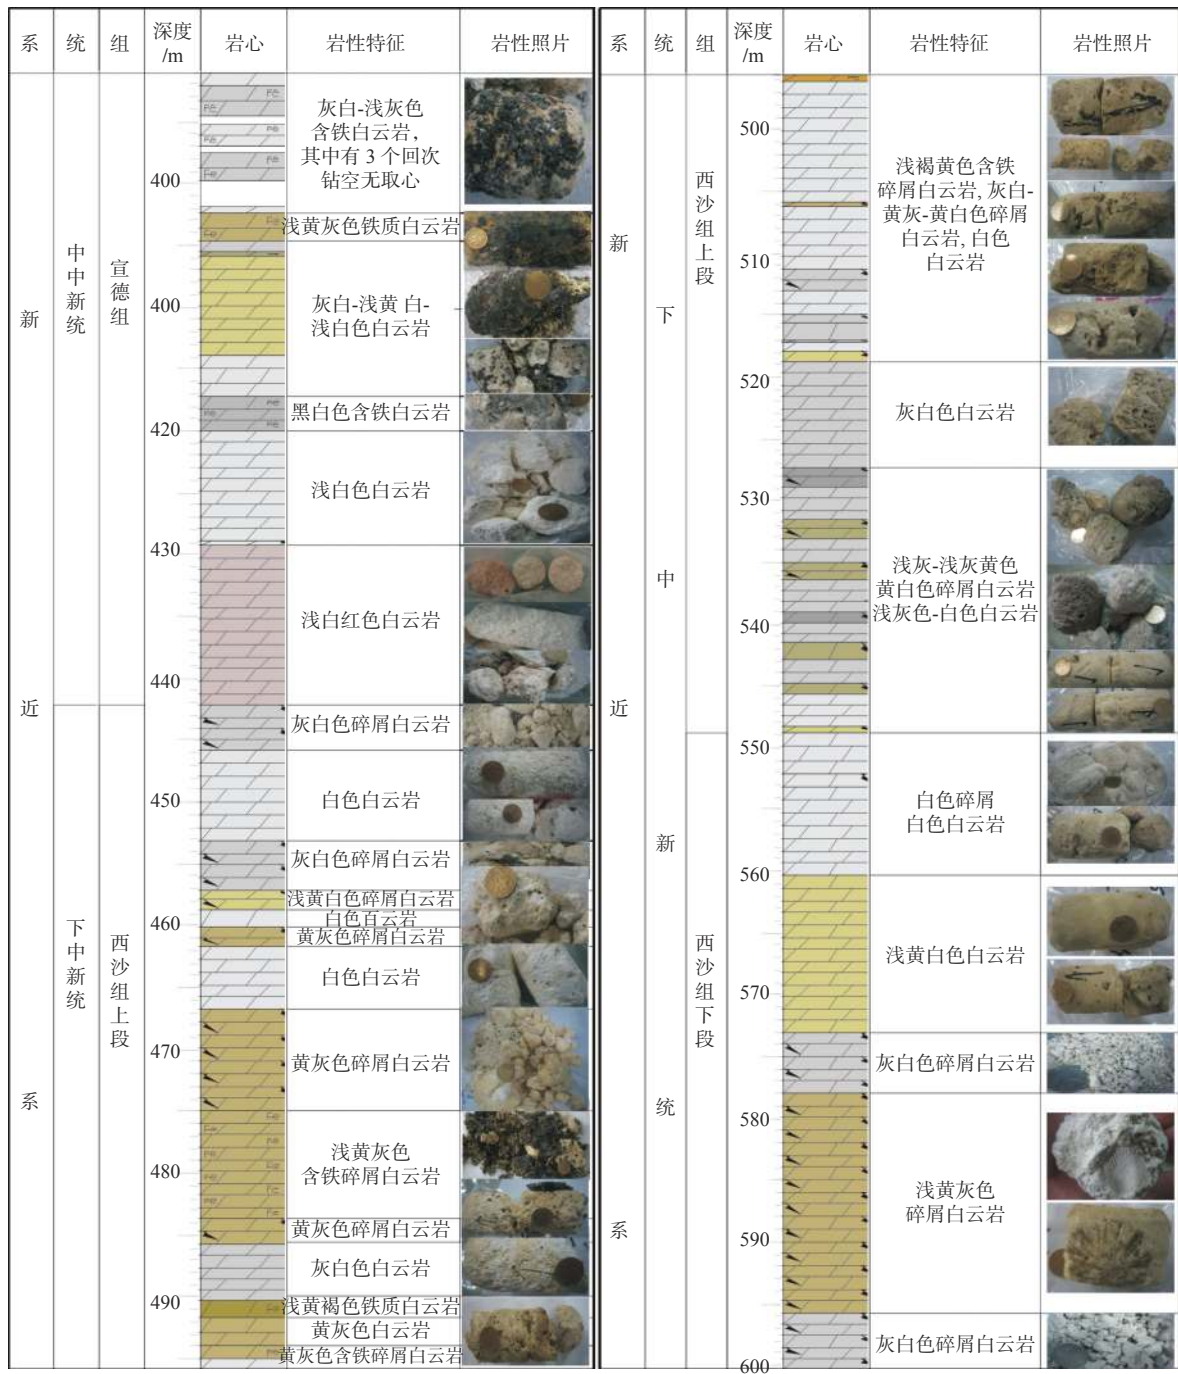 系 统 组 深度/m 岩心 岩性特征 岩性照片
新近系
中中新统
下中新统
宣德组
西沙组上段
400
400
420
430
440
450
460
470
480
490
灰白-浅灰色
含铁白云岩，
其中有 3 个回次
钻空无取心
浅黄灰色铁质白云岩
灰白-浅黄 白-
浅白色白云岩
黑白色含铁白云岩
浅白色白云岩
浅白红色白云岩
灰白色碎屑白云岩
白色白云岩
灰白色碎屑白云岩
浅黄白色碎屑白云岩
白色百云岩
黄灰色碎屑白云岩
白色白云岩
黄灰色碎屑白云岩
浅黄灰色
含铁碎屑白云岩
黄灰色碎屑白云岩
灰白色白云岩
浅黄褐色铁质白云岩
黄灰色白云岩
黄灰色含铁碎屑白云岩
系 统 组 深度/m 岩心 岩性特征 岩性照片
新近系
下中新统
西沙组上段
西沙组下段
500
510
520
530
540
550
560
570
580
590
600
浅褐黄色含铁
碎屑白云岩, 灰白-
黄灰-黄白色碎屑
白云岩, 白色
白云岩
灰白色白云岩
浅灰-浅灰黄色
黄白色碎屑白云岩
浅灰色-白色白云岩
白色碎屑
白色白云岩
浅黄白色白云岩
灰白色碎屑白云岩
浅黄灰色
碎屑白云岩
灰白色碎屑白云岩